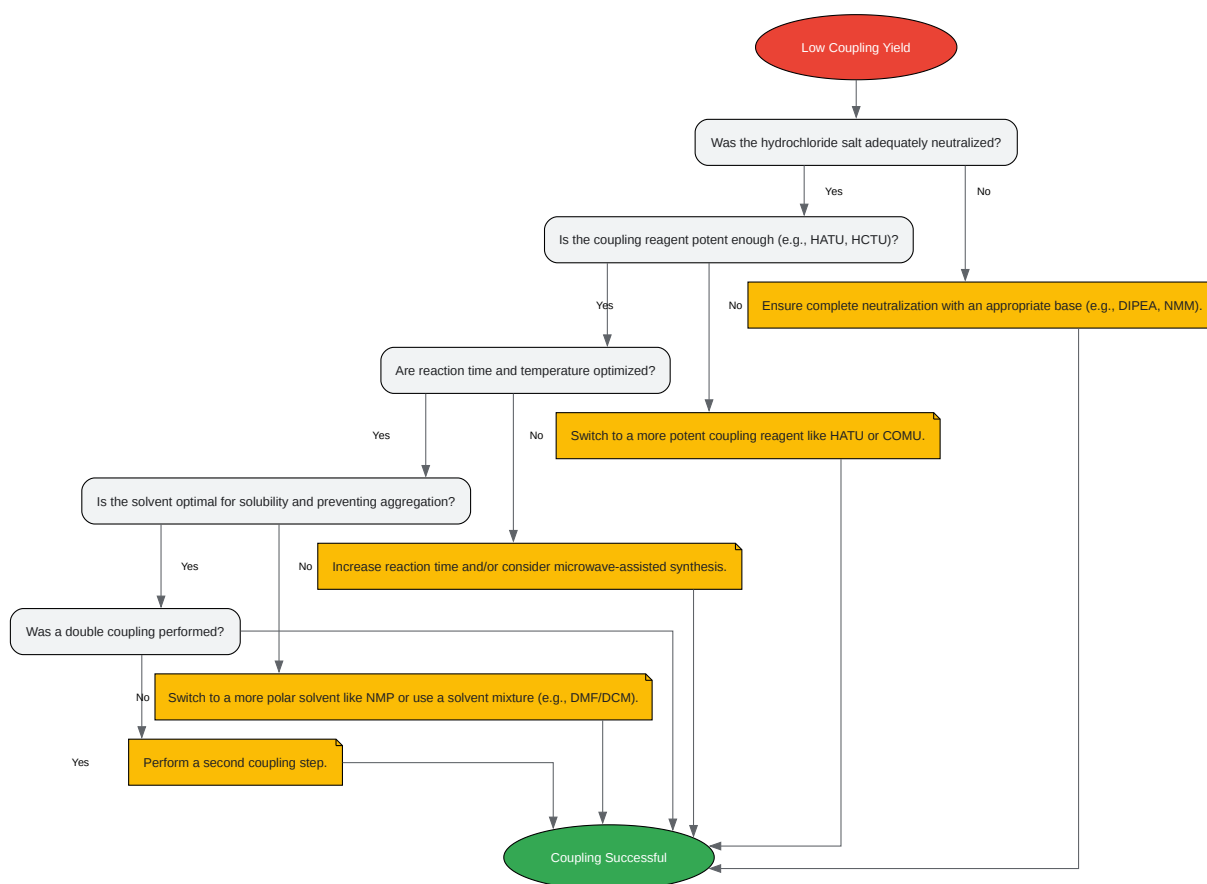 Low Coupling Yield
Was the hydrochloride salt adequately neutralized?
Yes
No
Is the coupling reagent potent enough (e.g., HATU, HCTU)?
Yes
No
Ensure complete neutralization with an appropriate base (e.g., DIPEA, NMM).
Are reaction time and temperature optimized?
Yes
No
Switch to a more potent coupling reagent like HATU or COMU.
Is the solvent optimal for solubility and preventing aggregation?
Yes
No
Increase reaction time and/or consider microwave-assisted synthesis.
Was a double coupling performed?
No
Switch to a more polar solvent like NMP or use a solvent mixture (e.g., DMF/DCM).
Yes
Perform a second coupling step.
Coupling Successful